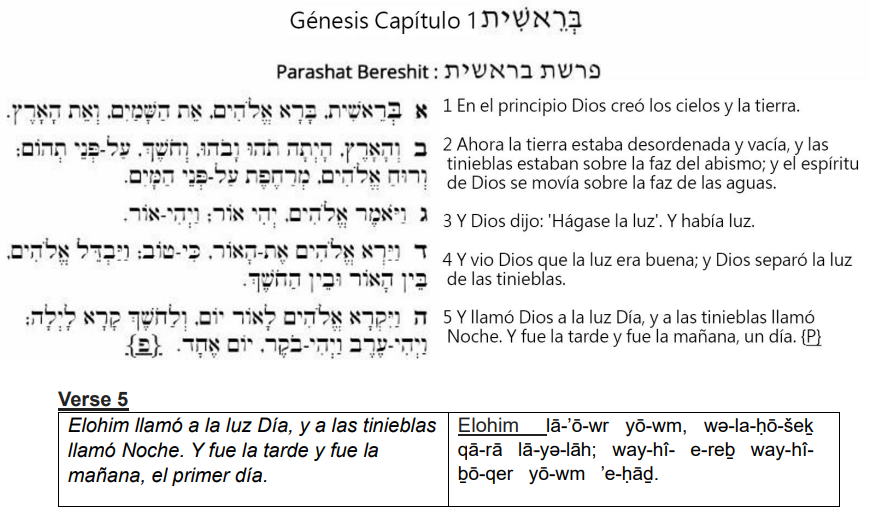 Génesis Capítulo 1 בְּרֵאשִׁית
Parashat Bereshit : פרשת בראשית
א בְּרֵאשִׁית, בָּרָא אֱלֹהִים, אֵת הַשָּׁמַיִם, וְאֵת הָאָרֶץ.
1 En el principio Dios creó los cielos y la tierra.
ב וְהָאָרֶץ, הָיְתָה תֹהוּ וָבֹהוּ, וְחֹשֶׁךְ, עַל-פְּנֵי תְהוֹם;
וְרוּחַ אֱלֹהִים, מְרַחֶפֶת עַל-פְּנֵי הַמָּיִם.
2 Ahora la tierra estaba desordenada y vacía, y las
tinieblas estaban sobre la faz del abismo; y el espíritu
de Dios se movía sobre la faz de las aguas.
ג וַיֹּאמֶר אֱלֹהִים, יְהִי אוֹר; וַיְהִי-אוֹר.
3 Y Dios dijo: 'Hágase la luz'. Y había luz.
ד וַיַּרְא אֱלֹהִים אֶת-הָאוֹר, כִּי-טוֹב; וַיַּבְדֵּל אֱלֹהִים,
בֵּין הָאוֹר וּבֵין הַחֹשֶׁךְ.
4 Y vio Dios que la luz era buena; y Dios separó la luz
de las tinieblas.
ה וַיִּקְרָא אֱלֹהִים לָאוֹר יוֹם, וְלַחֹשֶׁךְ קָרָא לָיְלָה;
וַיְהִי-עֶרֶב וַיְהִי-בֹקֶר, יוֹם אֶחָד. {פ}
5 Y llamó Dios a la luz Día, y a las tinieblas llamó
Noche. Y fue la tarde y fue la mañana, un día. {P}
Verse 5
Elohim llamó a la luz Día, y a las tinieblas
llamó Noche. Y fue la tarde y fue la
mañana, el primer día.
Elohim lā-’ō-wr yō-wm, wə-la-ḥō-šeḵ
qā-rā lā-yə-lāh; way-hî- e-reḇ way-hî-
ḇō-qer yō-wm ’e-ḥāḏ.